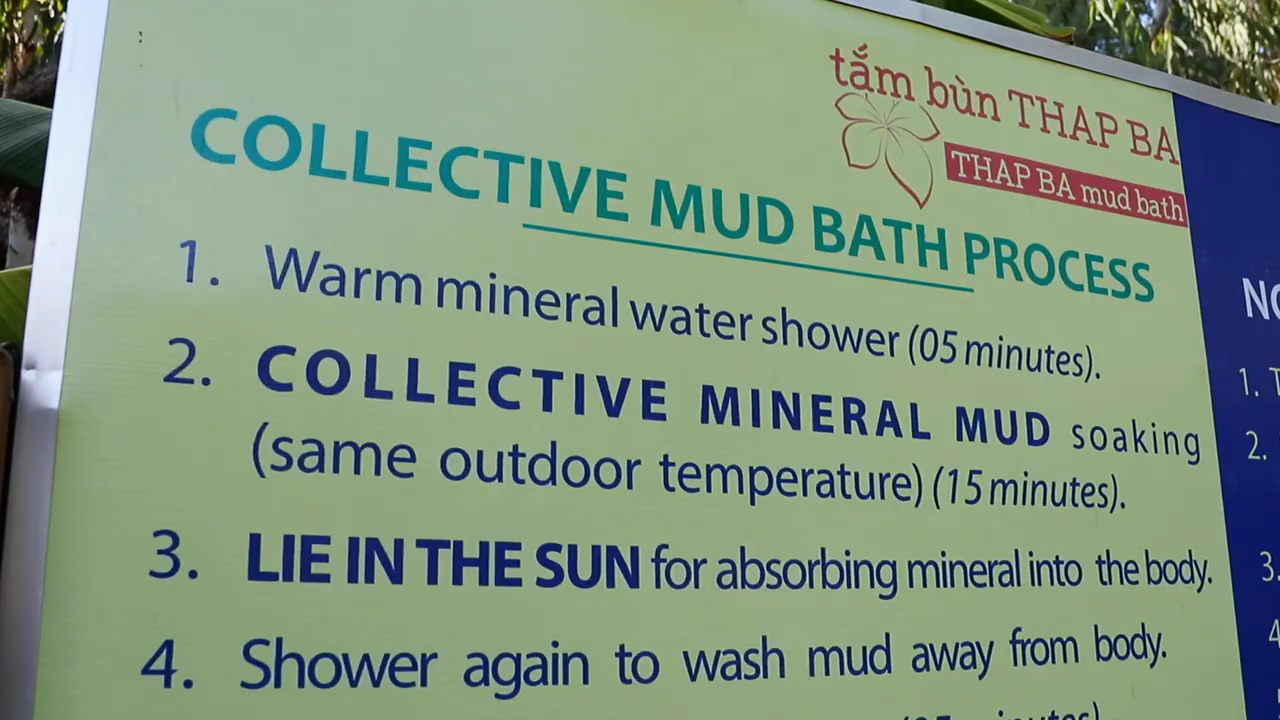 tắm bùn THAP BA
THAP BA mud bath
COLLECTIVE MUD BATH PROCESS
1. Warm mineral water shower (05 minutes).
2. COLLECTIVE MINERAL MUD soaking
(same outdoor temperature) (15 minutes).
3. LIE IN THE SUN for absorbing mineral into the body.
4. Shower again to wash mud away from body.
1.
2.
3.
4